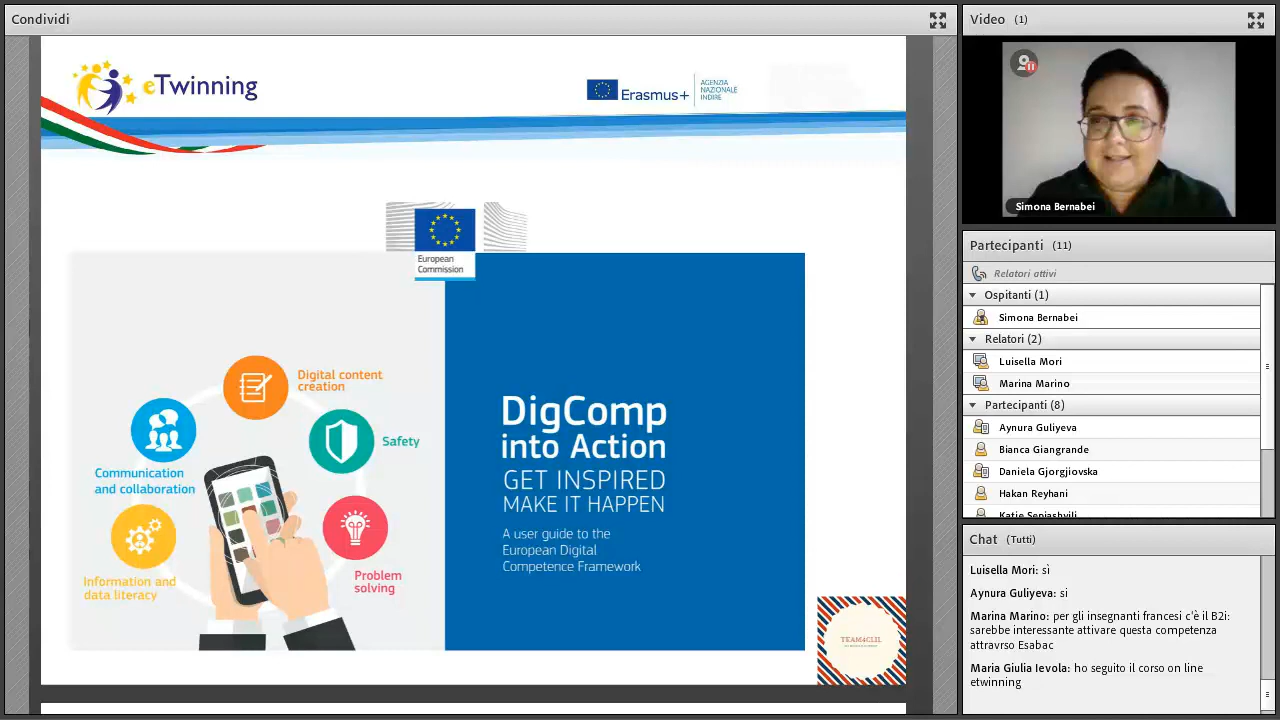 Condividi
eTwinning
Erasmus+
AGENZIA
NAZIONALE
INDIRE
European
Commission
Digital content
creation
Safety
Communication
and collaboration
Information and
data literacy
Problem
solving
DigComp
into Action
GET INSPIRED
MAKE IT HAPPEN
A user guide to the
European Digital
Competence Framework
TEAM4CLIL
Video (1)
Simona Bernabei
Partecipanti (11)
Relatori attivi
Ospitanti (1)
Simona Bernabei
Relatori (2)
Luisella Mori
Marina Marino
Partecipanti (8)
Aynura Guliyeva
Bianca Giangrande
Daniela Gjorgjiovska
Hakan Reyhani
Chat (Tutti)
Luisella Mori: sì
Aynura Guliyeva: si
Marina Marino: per gli insegnanti francesi c'è il B2i:
sarebbe interessante attivare questa competenza
attravrso Esabac
Maria Giulia Ievola: ho seguito il corso on line
etwinning